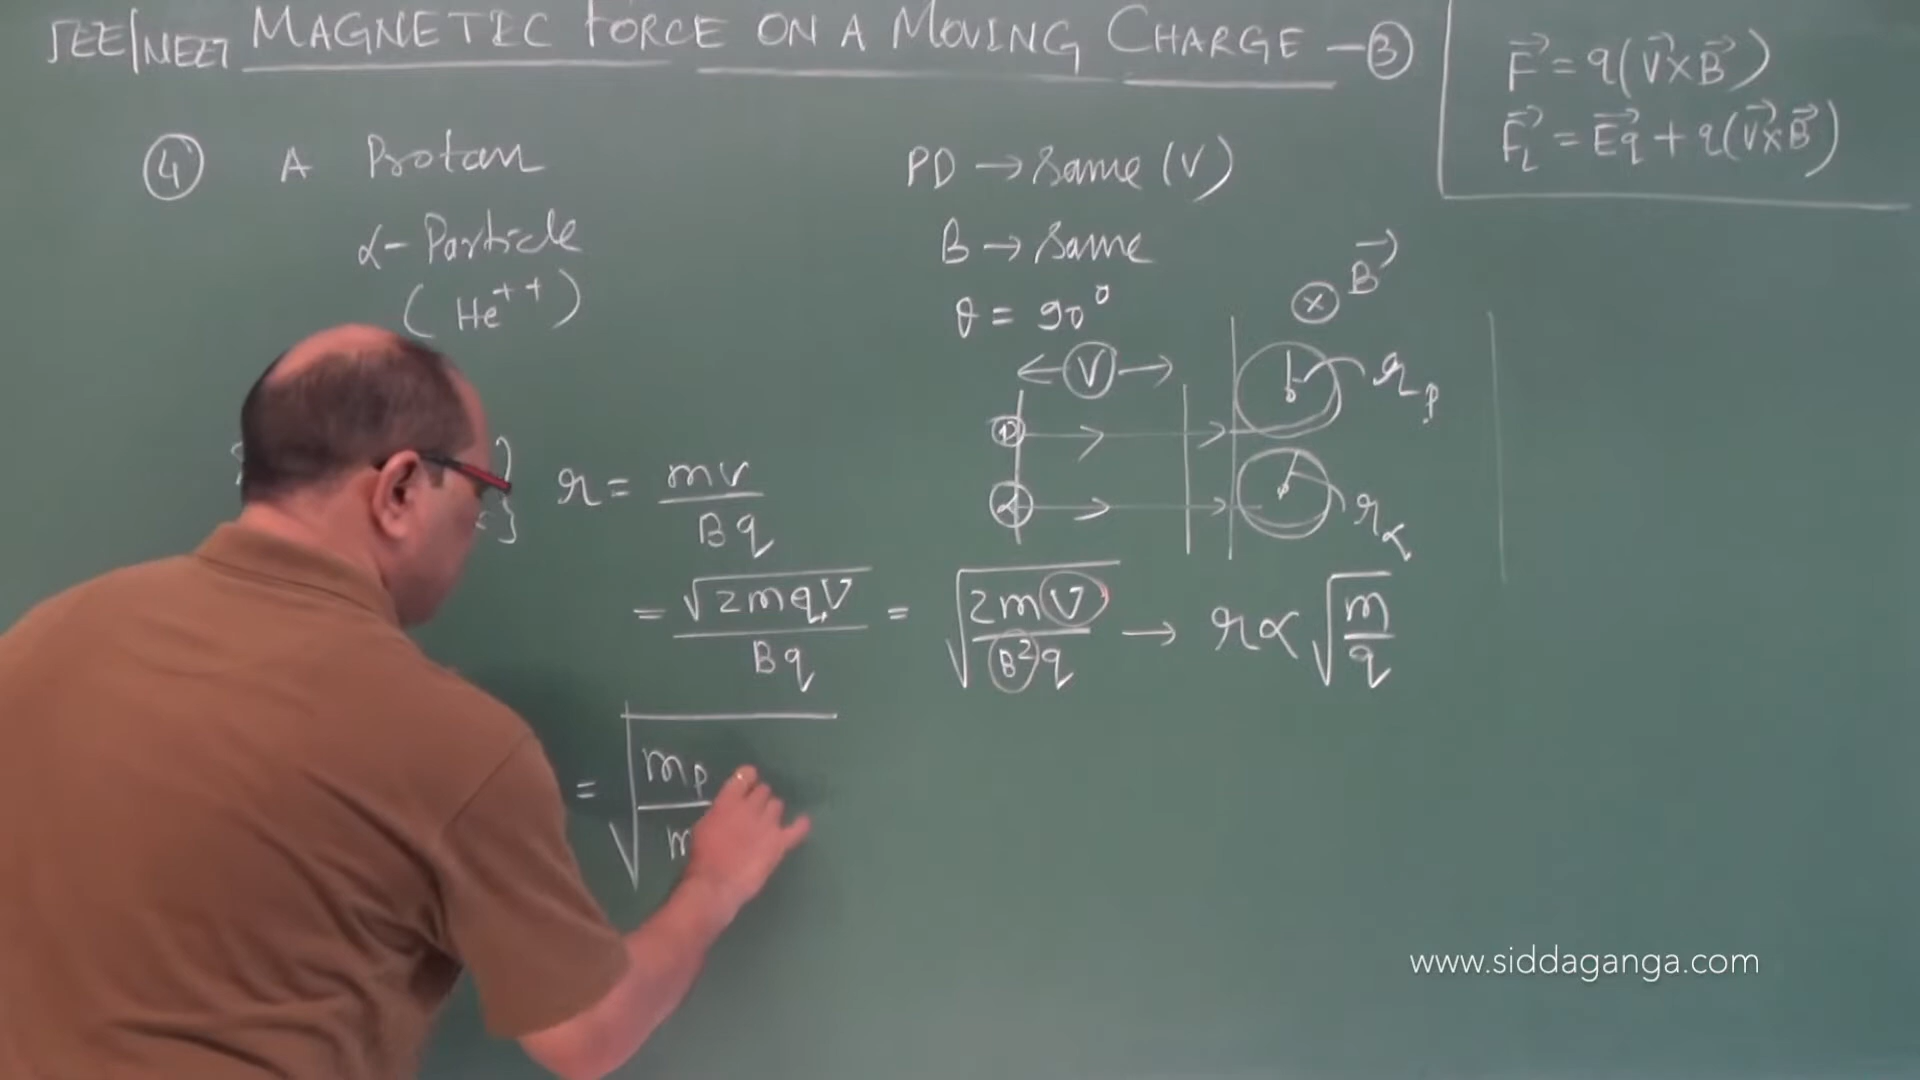 JEE/NEET MAGNETIC FORCE ON A MOVING CHARGE - ③
F⃗ = q(V⃗×B⃗)
F⃗L = E⃗q + q(V⃗×B⃗)
④ A Proton
α-Particle
(He⁺⁺)
PD → Same (V)
B → Same
θ = 90°
⊗ B⃗
← V →
P
rp
α
rα
r = mv/Bq
= √2mqV/Bq = √(2mV/B²q) → r ∝ √(m/q)
= √(mp/m
www.siddaganga.com